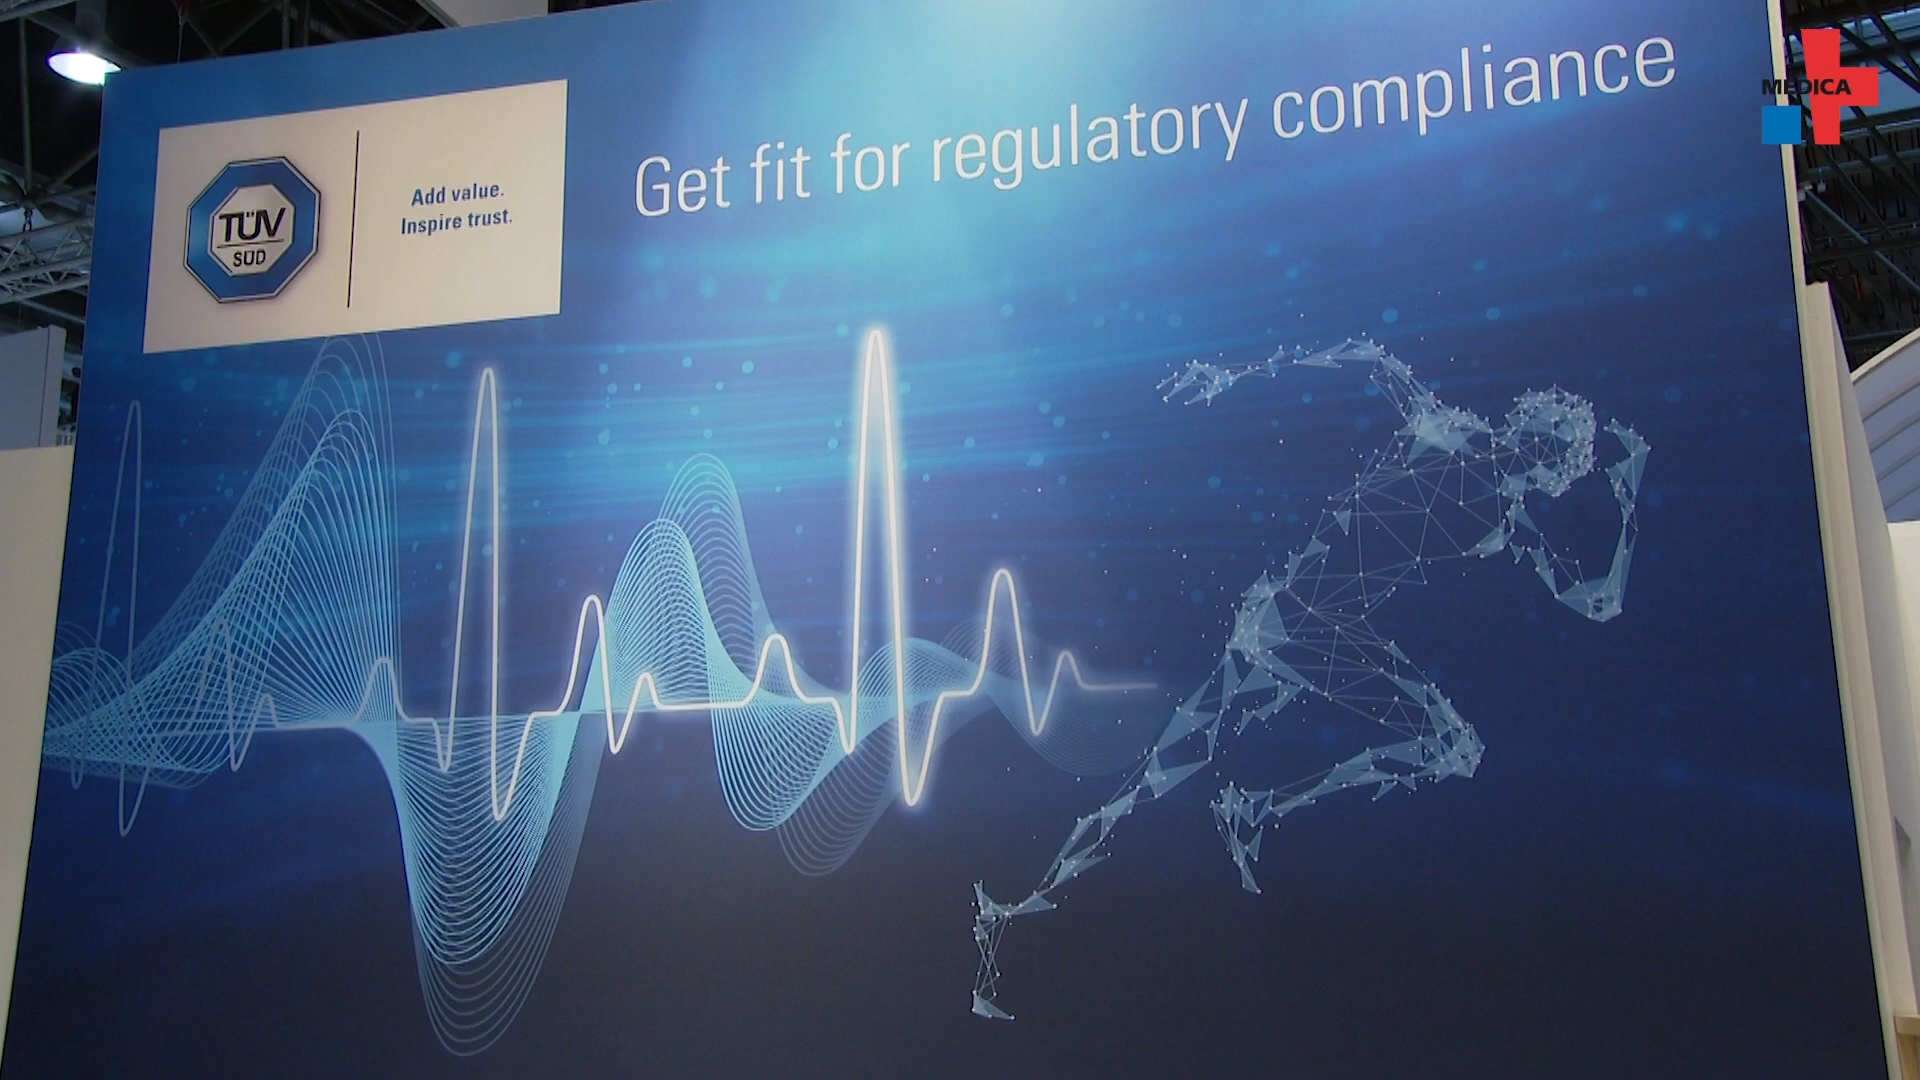 Get fit for regulatory compliance
MEDICA
TÜV
SÜD
Add value.
Inspire trust.